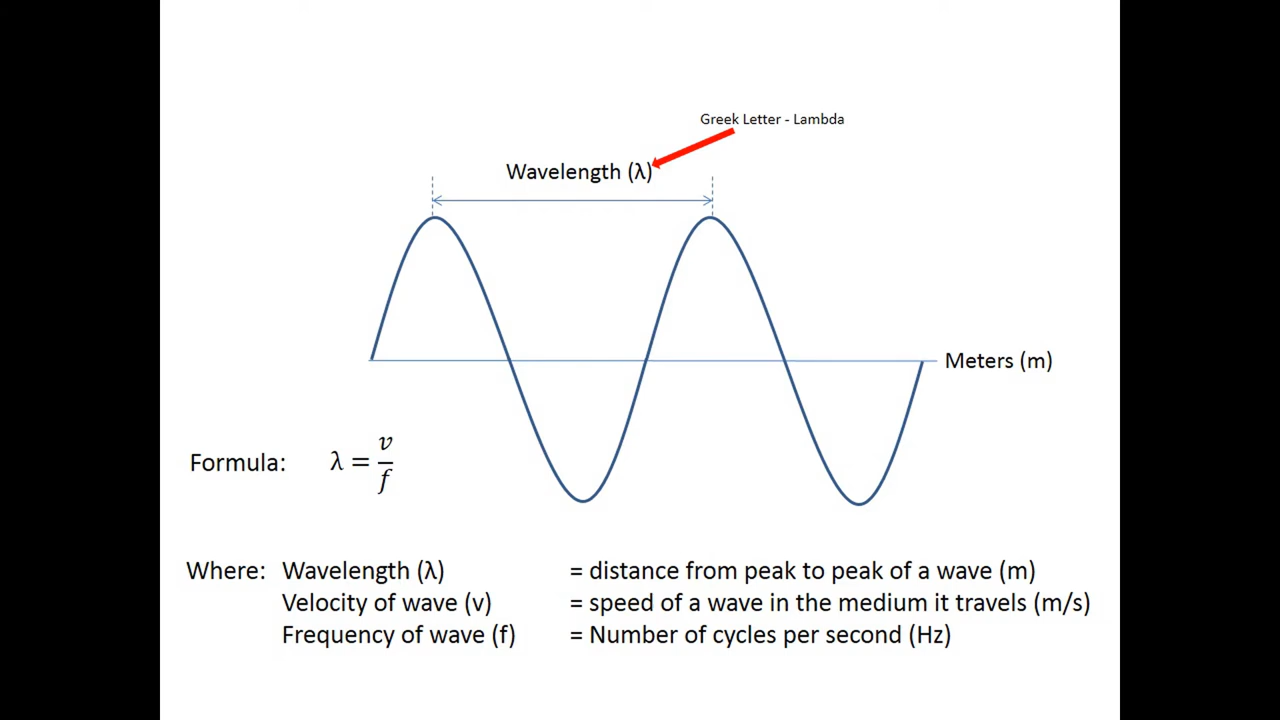 Greek Letter - Lambda
Wavelength (λ)
Meters (m)
Formula: λ = v/f
Where: Wavelength (λ) = distance from peak to peak of a wave (m)
Velocity of wave (v) = speed of a wave in the medium it travels (m/s)
Frequency of wave (f) = Number of cycles per second (Hz)